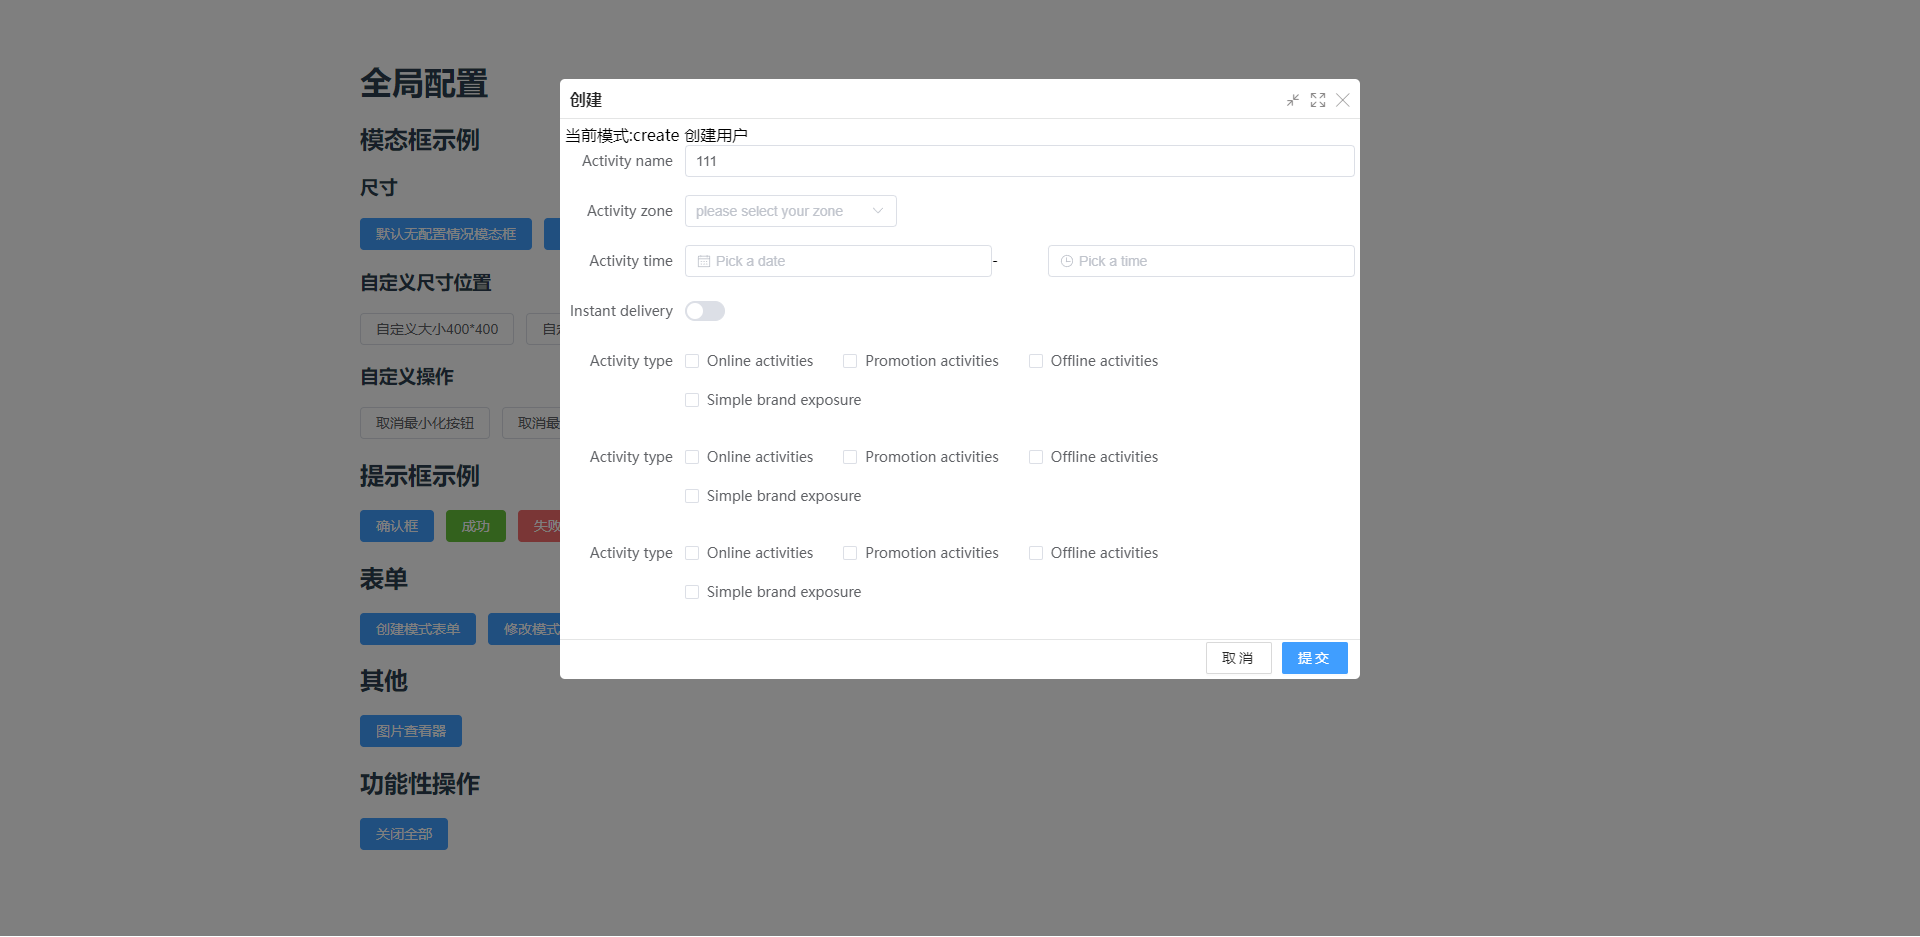 全局配置
模态框示例
尺寸
默认无配置情况模态框
自定义尺寸位置
自定义大小400*400
自定义操作
取消最小化按钮 取消最
提示框示例
确认框 成功 失败
表单
创建模式表单 修改模式
其他
图片查看器
功能性操作
关闭全部
创建
当前模式:create 创建用户
Activity name 111
Activity zone please select your zone
Activity time Pick a date - Pick a time
Instant delivery
Activity type Online activities Promotion activities Offline activities
Simple brand exposure
Activity type Online activities Promotion activities Offline activities
Simple brand exposure
Activity type Online activities Promotion activities Offline activities
Simple brand exposure
取消 提交